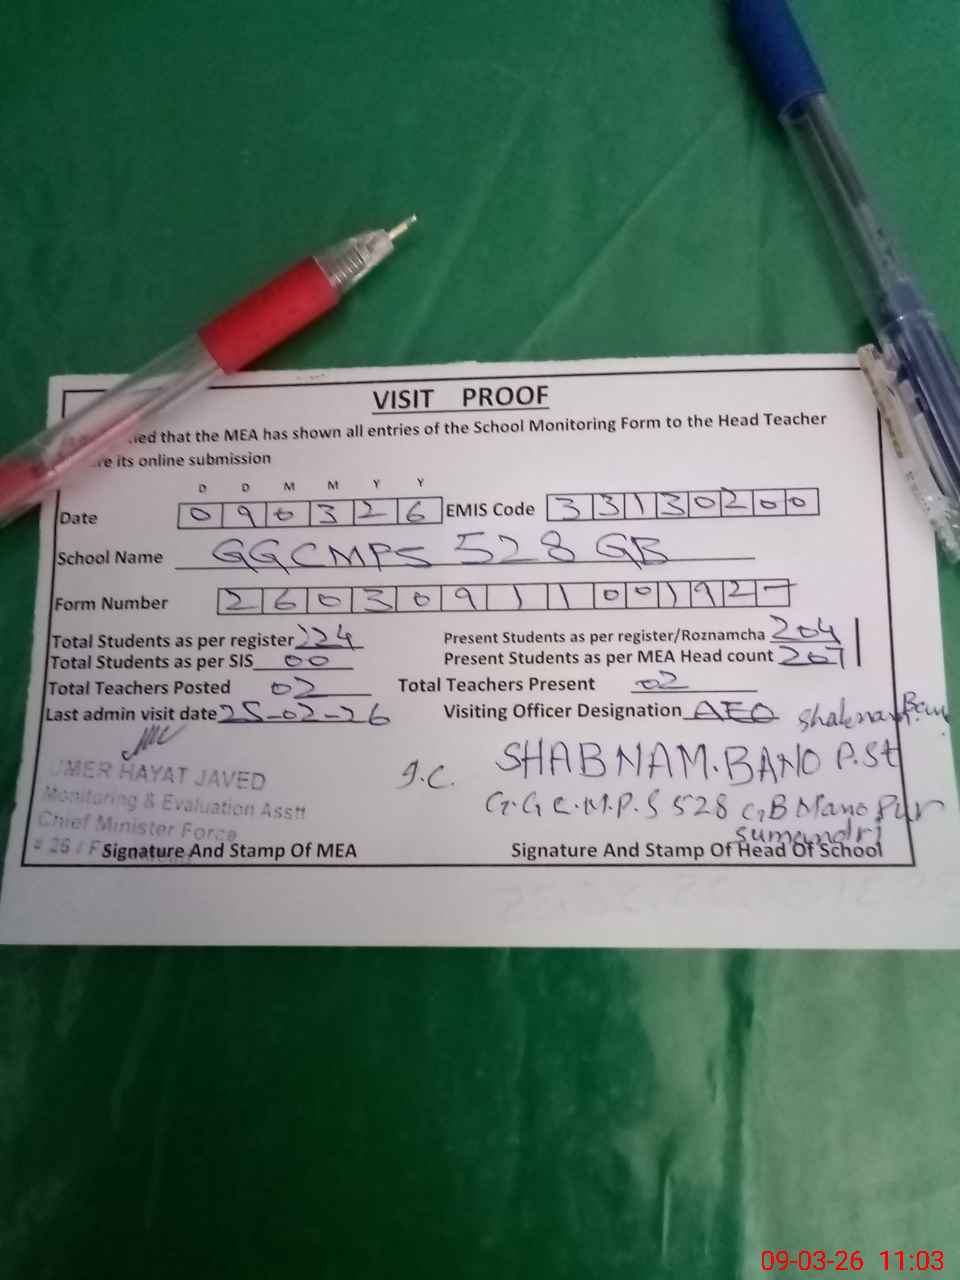 VISIT PROOF
ied that the MEA has shown all entries of the School Monitoring Form to the Head Teacher
re its online submission
D D M M Y Y
Date 0 9 0 3 2 6 EMIS Code 3 3 1 3 0 2 0 0
School Name GGCMPS 528 GB
Form Number 2 6 0 3 0 9 1 1 0 0 1 9 2 7
Total Students as per register 224 Present Students as per register/Roznamcha 204
Total Students as per SIS 00 Present Students as per MEA Head count 207
Total Teachers Posted 02 Total Teachers Present 02
Last admin visit date 25-02-26 Visiting Officer Designation AEO
UMER HAYAT JAVED I.C. SHABNAM.BANO P.St
Monitoring & Evaluation Asstt G.G.C.M.P.S 528 G,B Mano Pur
Chief Minister Force sumandri
# 26 / F
Signature And Stamp Of MEA Signature And Stamp Of Head Of School
09-03-26 11:03